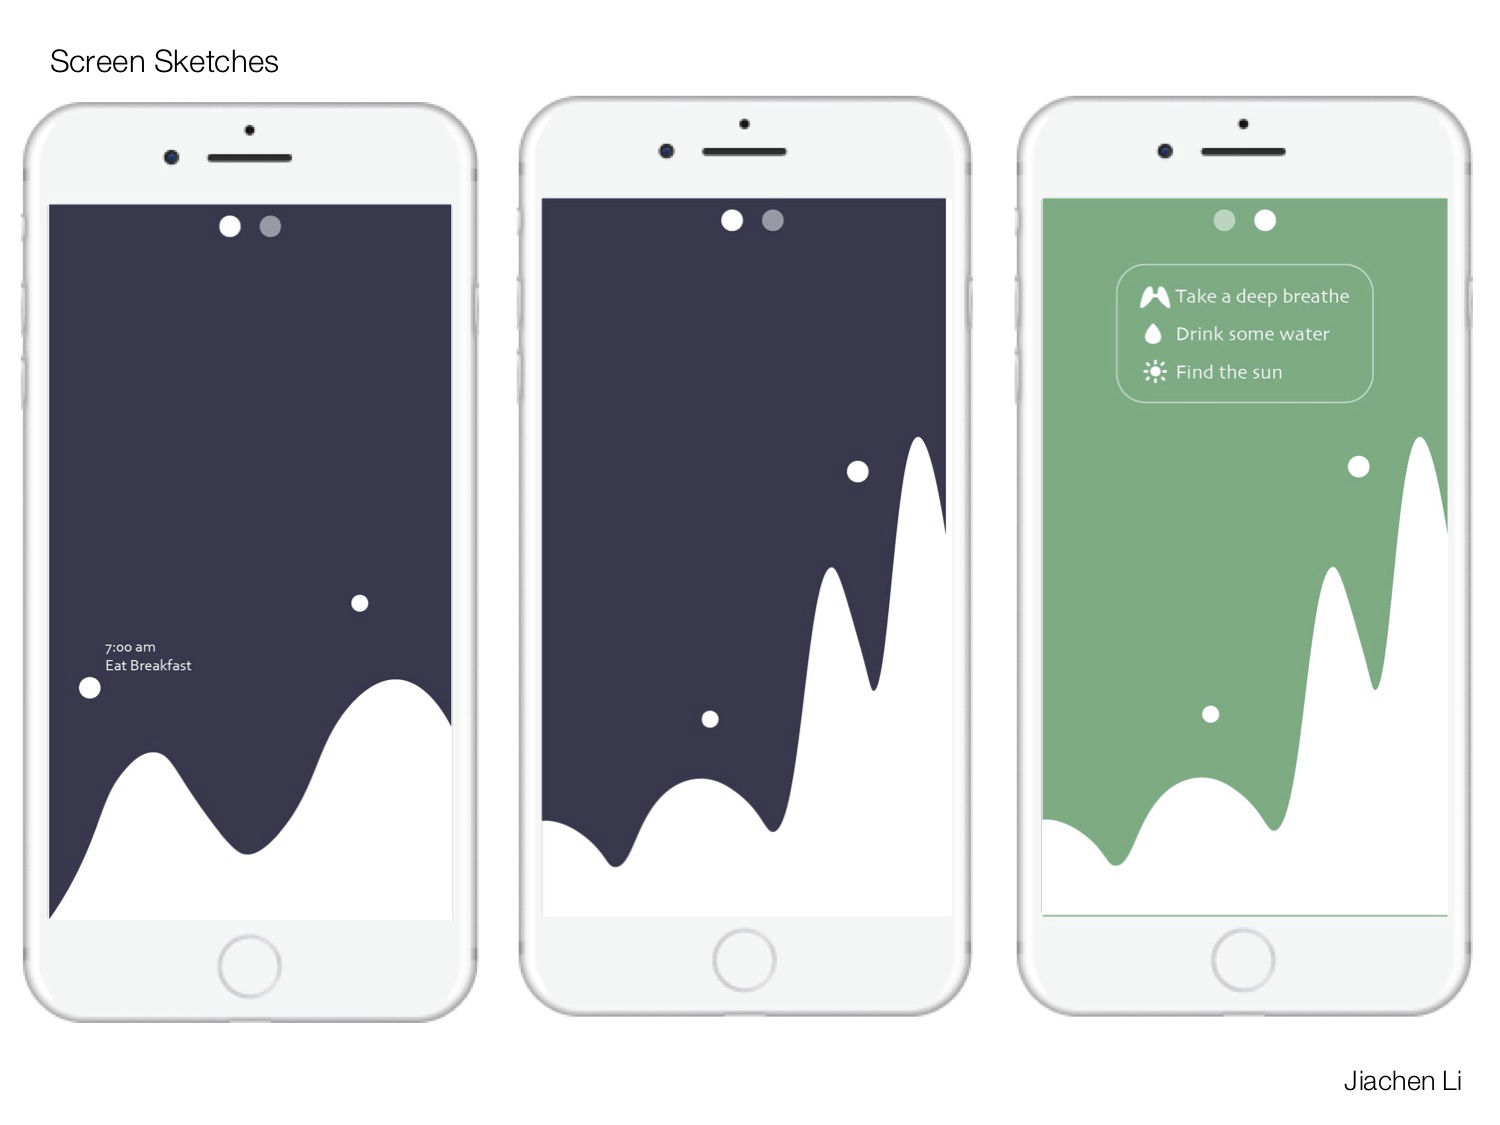 Screen Sketches
7:00 am
Eat Breakfast
Take a deep breathe
Drink some water
Find the sun
Jiachen Li